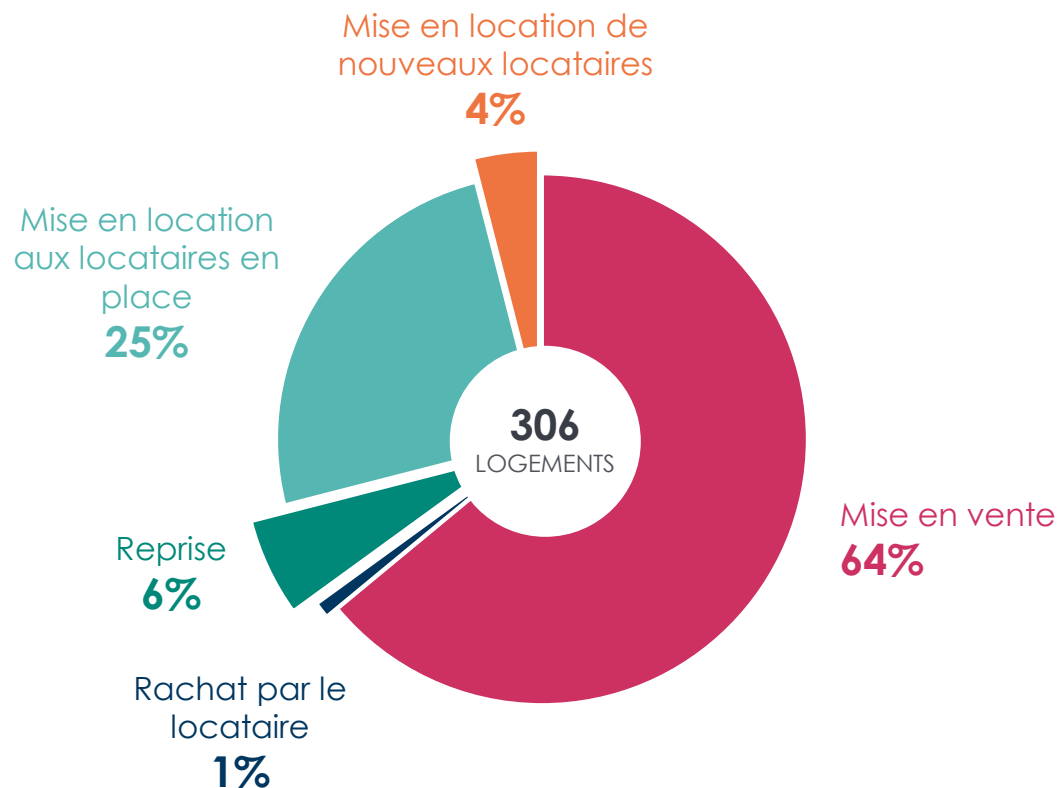 Mise en location de
nouveaux locataires
4%
Mise en location
aux locataires en
place
25%
306
LOGEMENTS
Mise en vente
64%
Reprise
6%
Rachat par le
locataire
1%